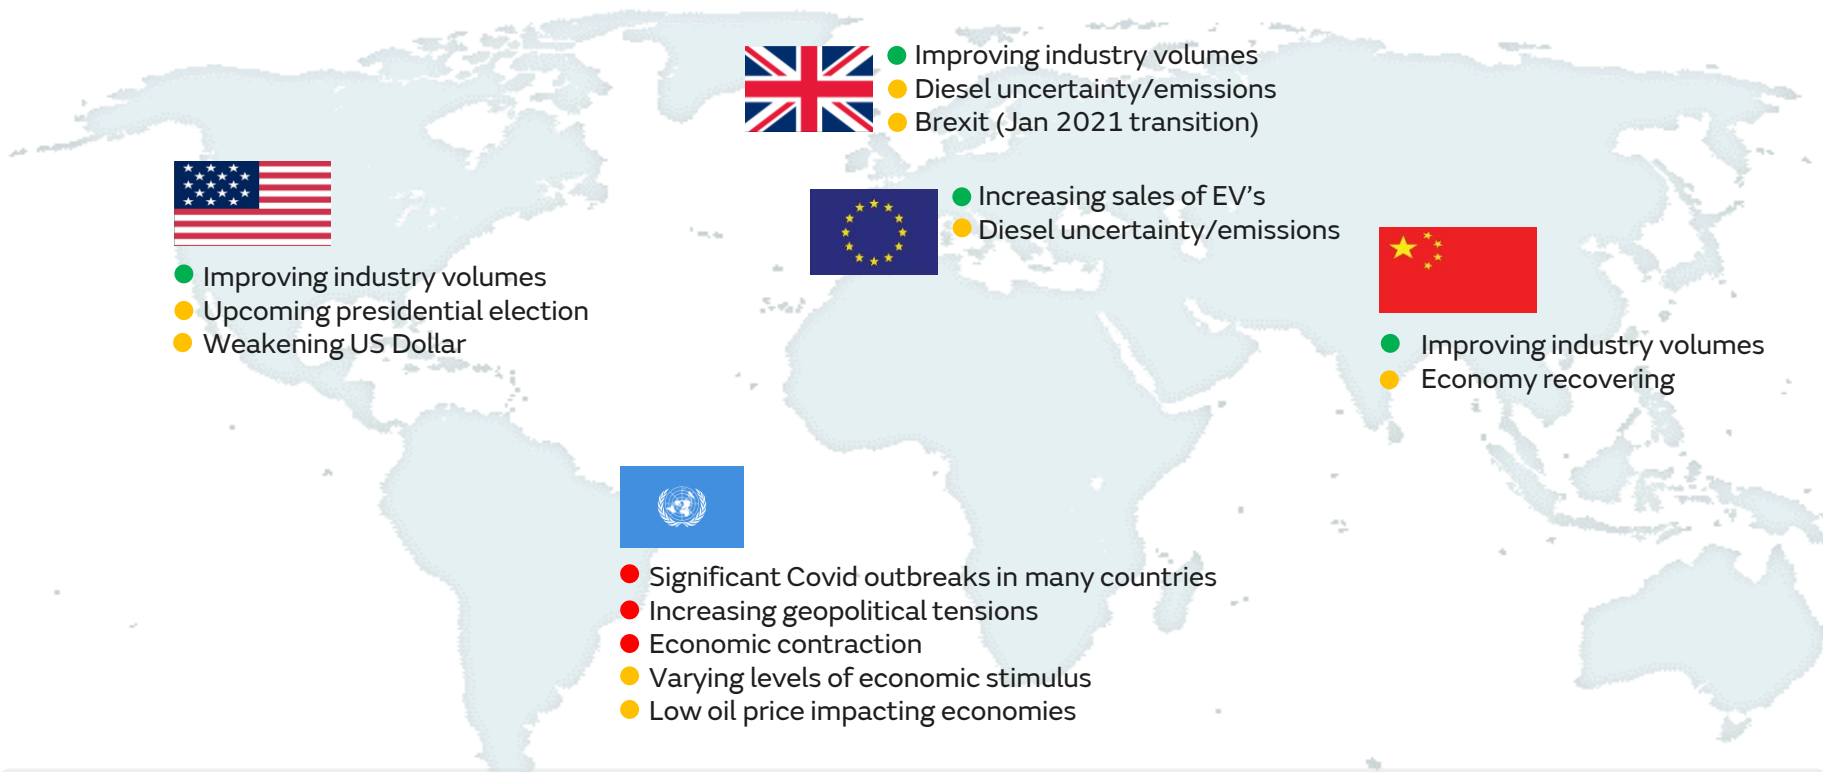 Improving industry volumes
Diesel uncertainty/emissions
Brexit (Jan 2021 transition)
Increasing sales of EV’s
Diesel uncertainty/emissions
Improving industry volumes
Upcoming presidential election
Weakening US Dollar
Improving industry volumes
Economy recovering
Significant Covid outbreaks in many countries
Increasing geopolitical tensions
Economic contraction
Varying levels of economic stimulus
Low oil price impacting economies